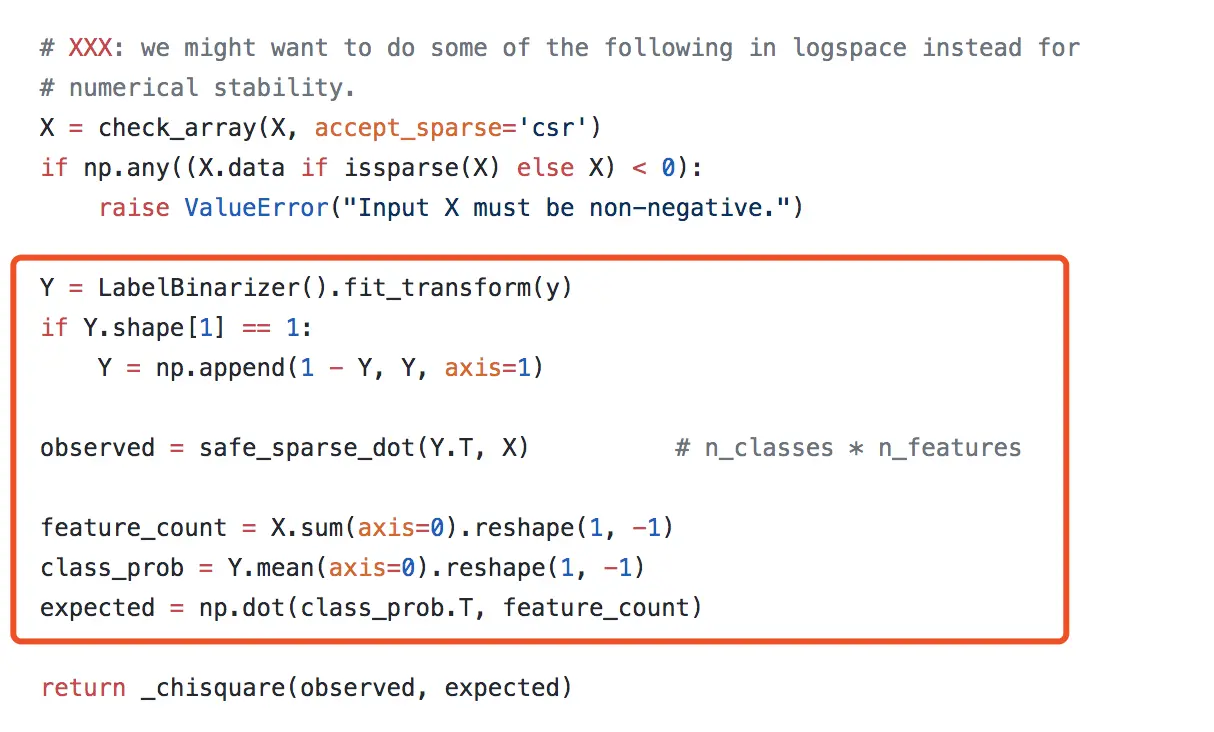 # XXX: we might want to do some of the following in logspace instead for
# numerical stability.
X = check_array(X, accept_sparse='csr')
if np.any((X.data if issparse(X) else X) < 0):
    raise ValueError("Input X must be non-negative.")
Y = LabelBinarizer().fit_transform(y)
if Y.shape[1] == 1:
    Y = np.append(1 - Y, Y, axis=1)
observed = safe_sparse_dot(Y.T, X)          # n_classes * n_features
feature_count = X.sum(axis=0).reshape(1, -1)
class_prob = Y.mean(axis=0).reshape(1, -1)
expected = np.dot(class_prob.T, feature_count)
return _chisquare(observed, expected)